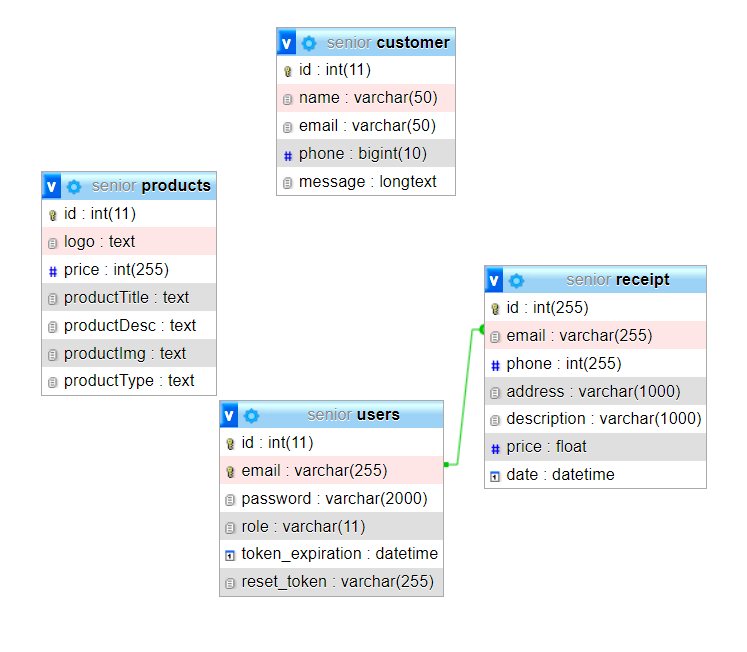 v senior customer
id : int(11)
name : varchar(50)
email : varchar(50)
# phone : bigint(10)
message : longtext
v senior products
id : int(11)
logo : text
# price : int(255)
productTitle : text
productDesc : text
productImg : text
productType : text
v senior receipt
id : int(255)
email : varchar(255)
# phone : int(255)
address : varchar(1000)
description : varchar(1000)
# price : float
1 date : datetime
v senior users
id : int(11)
email : varchar(255)
password : varchar(2000)
role : varchar(11)
1 token_expiration : datetime
reset_token : varchar(255)